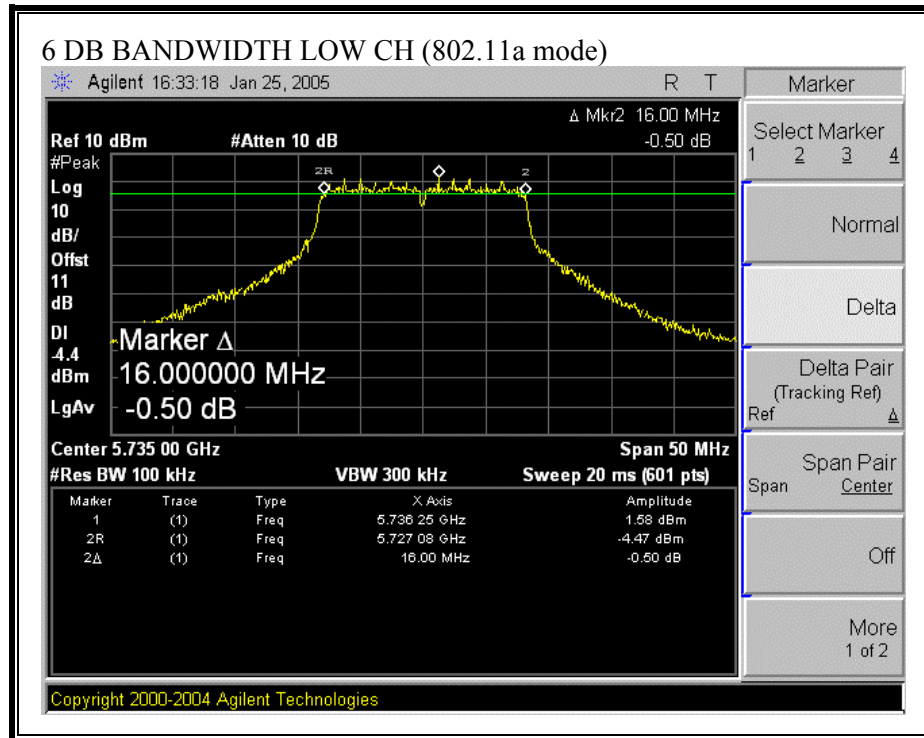 6 DB BANDWIDTH LOW CH (802.11a mode)
Agilent 16:33:18 Jan 25, 2005 R T
Δ Mkr2 16.00 MHz
Ref 10 dBm #Atten 10 dB -0.50 dB
#Peak
Log
10
dB/
Offst
11
dB
DI
-4.4
dBm
LgAv
2R
2
Marker Δ
16.000000 MHz
-0.50 dB
Center 5.735 00 GHz Span 50 MHz
#Res BW 100 kHz VBW 300 kHz Sweep 20 ms (601 pts)
Marker Trace Type X Axis Amplitude
1 (1) Freq 5.736 25 GHz 1.58 dBm
2R (1) Freq 5.727 08 GHz -4.47 dBm
2Δ (1) Freq 16.00 MHz -0.50 dB
Copyright 2000-2004 Agilent Technologies
Marker
Select Marker
1 2 3 4
Normal
Delta
Delta Pair
(Tracking Ref)
Ref Δ
Span Pair
Span Center
Off
More
1 of 2